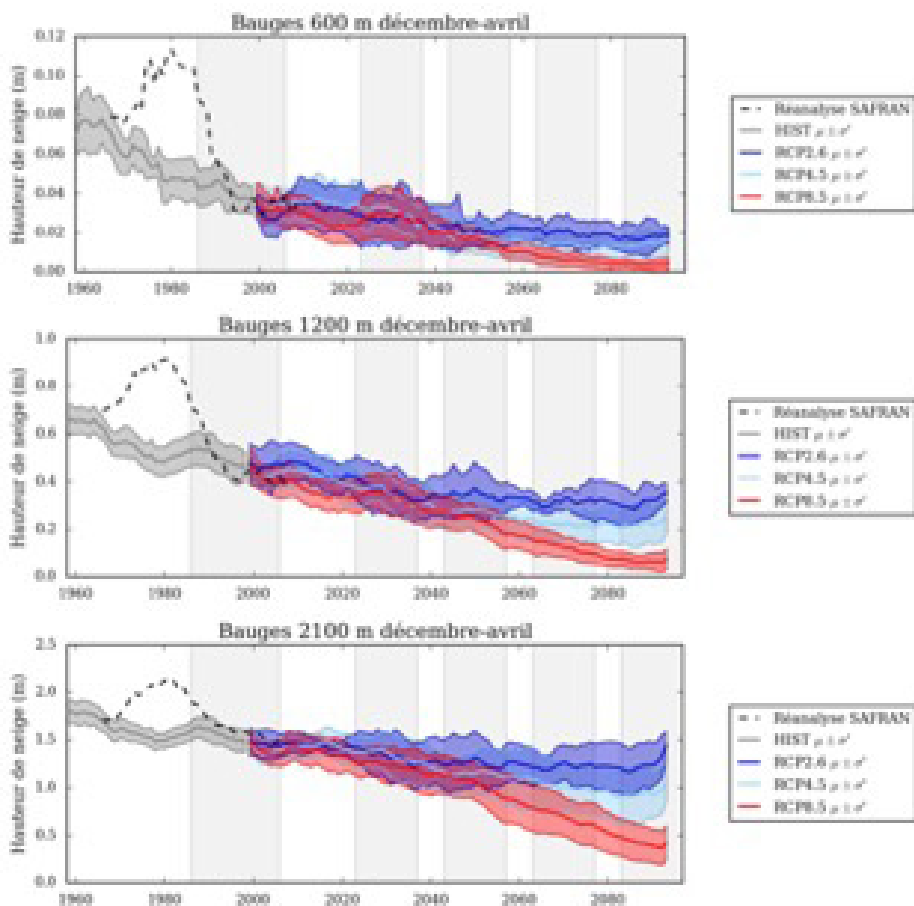 Bauges 600 m décembre-avril
Hauteur de neige (m)
0.12
0.10
0.08
0.06
0.04
0.02
0.00
1960 1980 2000 2020 2040 2060 2080
Réanalyse SAFRAN
HIST μ ± σ
RCP2.6 μ ± σ
RCP4.5 μ ± σ
RCP8.5 μ ± σ
Bauges 1200 m décembre-avril
Hauteur de neige (m)
1.0
0.8
0.6
0.4
0.2
0.0
1960 1980 2000 2020 2040 2060 2080
Réanalyse SAFRAN
HIST μ ± σ
RCP2.6 μ ± σ
RCP4.5 μ ± σ
RCP8.5 μ ± σ
Bauges 2100 m décembre-avril
Hauteur de neige (m)
2.5
2.0
1.5
1.0
0.5
0.0
1960 1980 2000 2020 2040 2060 2080
Réanalyse SAFRAN
HIST μ ± σ
RCP2.6 μ ± σ
RCP4.5 μ ± σ
RCP8.5 μ ± σ